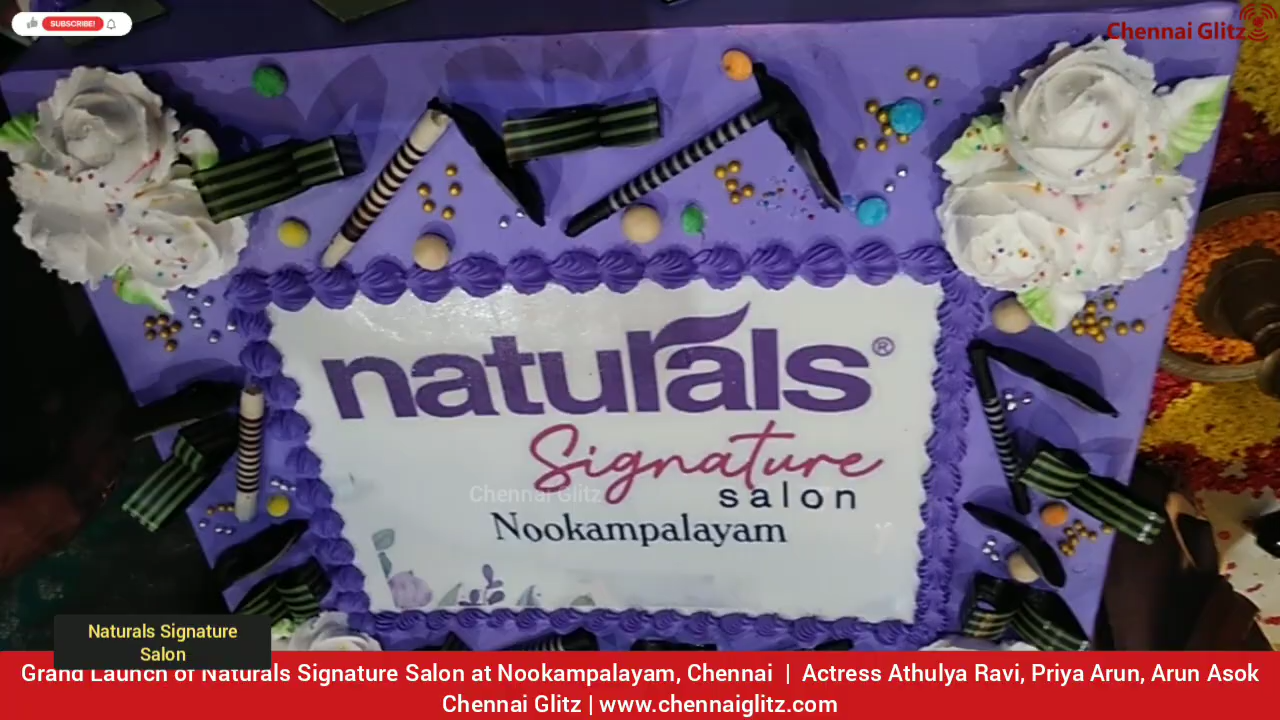 SUBSCRIBE!
Chennai Glitz
naturals®
Signature
salon
Chennai Glitz
Nookampalayam
Naturals Signature
Salon
Grand Launch of Naturals Signature Salon at Nookampalayam, Chennai | Actress Athulya Ravi, Priya Arun, Arun Asok
Chennai Glitz | www.chennaiglitz.com